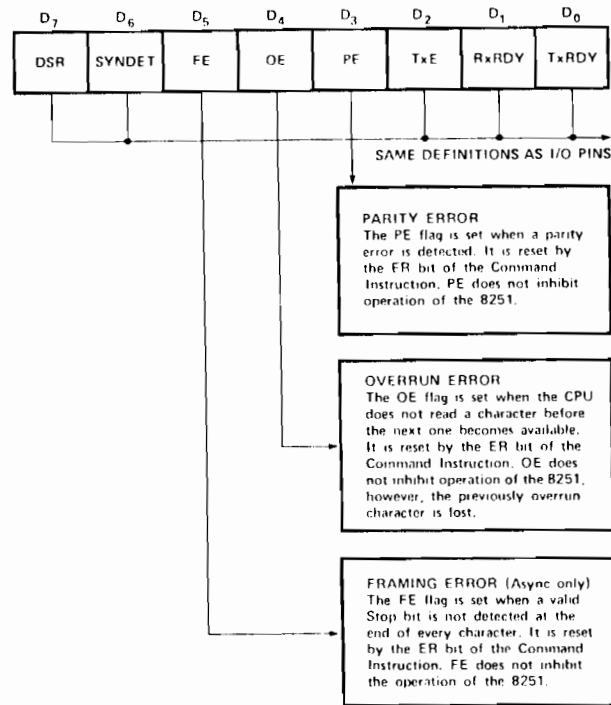 D7 D6 D5 D4 D3 D2 D1 D0
DSR SYNDET FE OE PE TxE RxRDY TxRDY
SAME DEFINITIONS AS I/O PINS
PARITY ERROR
The PE flag is set when a parity
error is detected. It is reset by
the ER bit of the Command
Instruction. PE does not inhibit
operation of the 8251.
OVERRUN ERROR
The OE flag is set when the CPU
does not read a character before
the next one becomes available.
It is reset by the ER bit of the
Command Instruction. OE does
not inhibit operation of the 8251,
however, the previously overrun
character is lost.
FRAMING ERROR (Async only)
The FE flag is set when a valid
Stop bit is not detected at the
end of every character. It is reset
by the ER bit of the Command
Instruction. FE does not inhibit
the operation of the 8251.